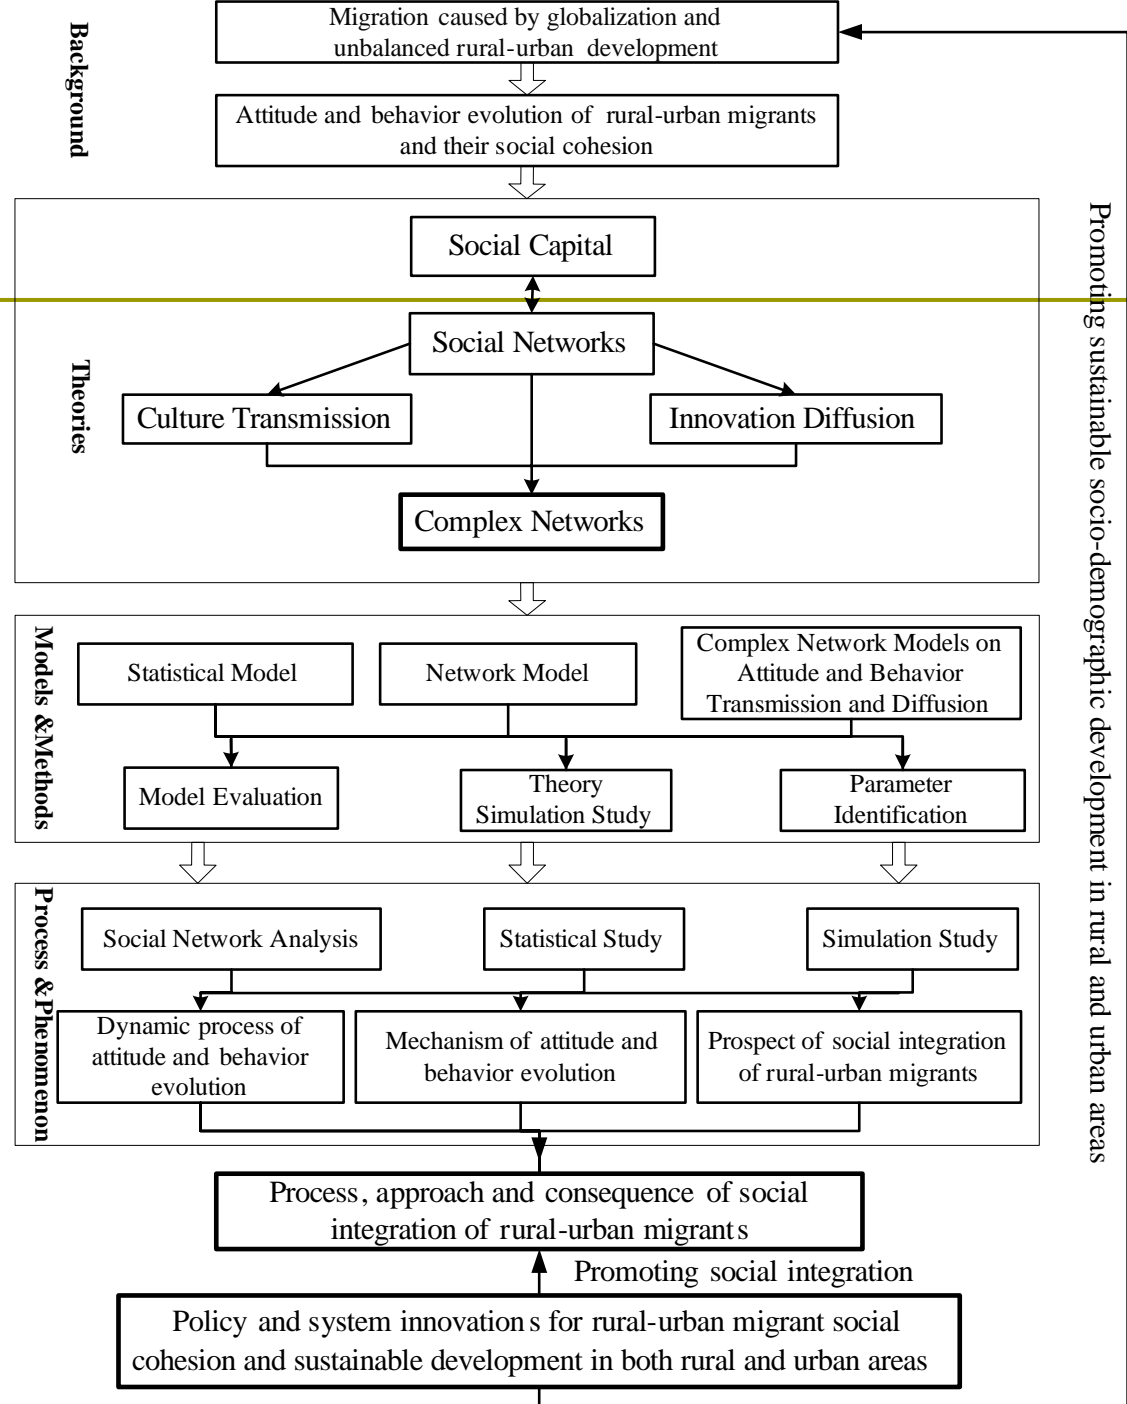 Background
Migration caused by globalization and
unbalanced rural-urban development
Attitude and behavior evolution of rural-urban migrants
and their social cohesion
Theories
Social Capital
Social Networks
Culture Transmission
Innovation Diffusion
Complex Networks
Models &Methods
Statistical Model
Network Model
Complex Network Models on
Attitude and Behavior
Transmission and Diffusion
Model Evaluation
Theory
Simulation Study
Parameter
Identification
Process &Phenomenon
Social Network Analysis
Statistical Study
Simulation Study
Dynamic process of
attitude and behavior
evolution
Mechanism of attitude and
behavior evolution
Prospect of social integration
of rural-urban migrants
Process, approach and consequence of social
integration of rural-urban migrants
Promoting social integration
Policy and system innovations for rural-urban migrant social
cohesion and sustainable development in both rural and urban areas
Promoting sustainable socio-demographic development in rural and urban areas